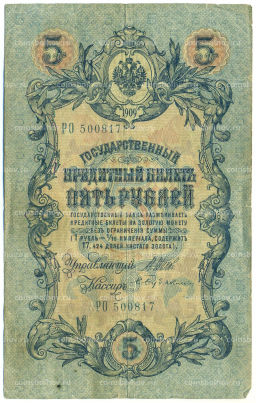 5 5
1909
РО 500817
ГОСУДАРСТВЕННЫЙ
КРЕДИТНЫЙ БИЛЕТЪ
ПЯТЬ РУБЛЕЙ
ГОСУДАРСТВЕННЫЙ БАНКЪ РАЗМѢНИВАЕТЪ
КРЕДИТНЫЕ БИЛЕТЫ НА ЗОЛОТУЮ МОНЕТУ
БЕЗЪ ОГРАНИЧЕНІЯ СУММЫ
(1 РУБЛЬ = 1/15 ИМПЕРІАЛА, СОДЕРЖИТЪ
17,424 ДОЛЕЙ ЧИСТАГО ЗОЛОТА)
Управляющій
Кассиръ
РО 500817
5